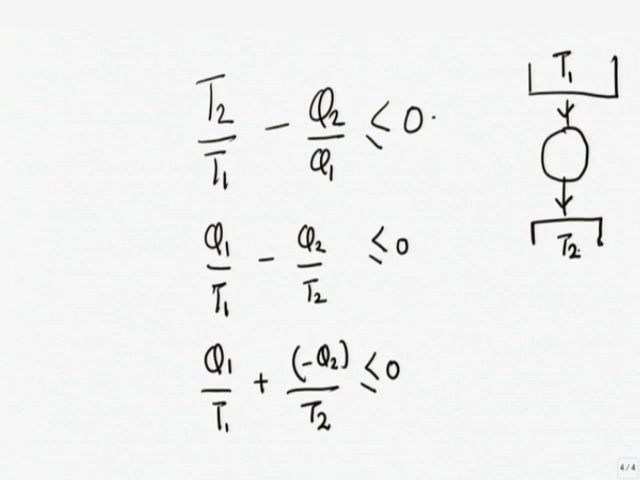 T₂/T₁ - Q₂/Q₁ ≤ 0.
Q₁/T₁ - Q₂/T₂ ≤ 0
Q₁/T₁ + (-Q₂)/T₂ ≤ 0
T₁
T₂
4/4